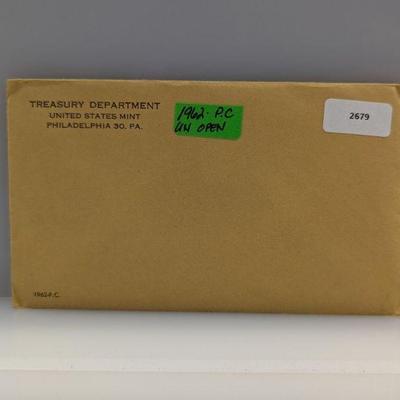 TREASURY DEPARTMENT
UNITED STATES MINT
PHILADELPHIA 30, PA.
1962 P.C
UN OPEN
2679
1962-P.C.